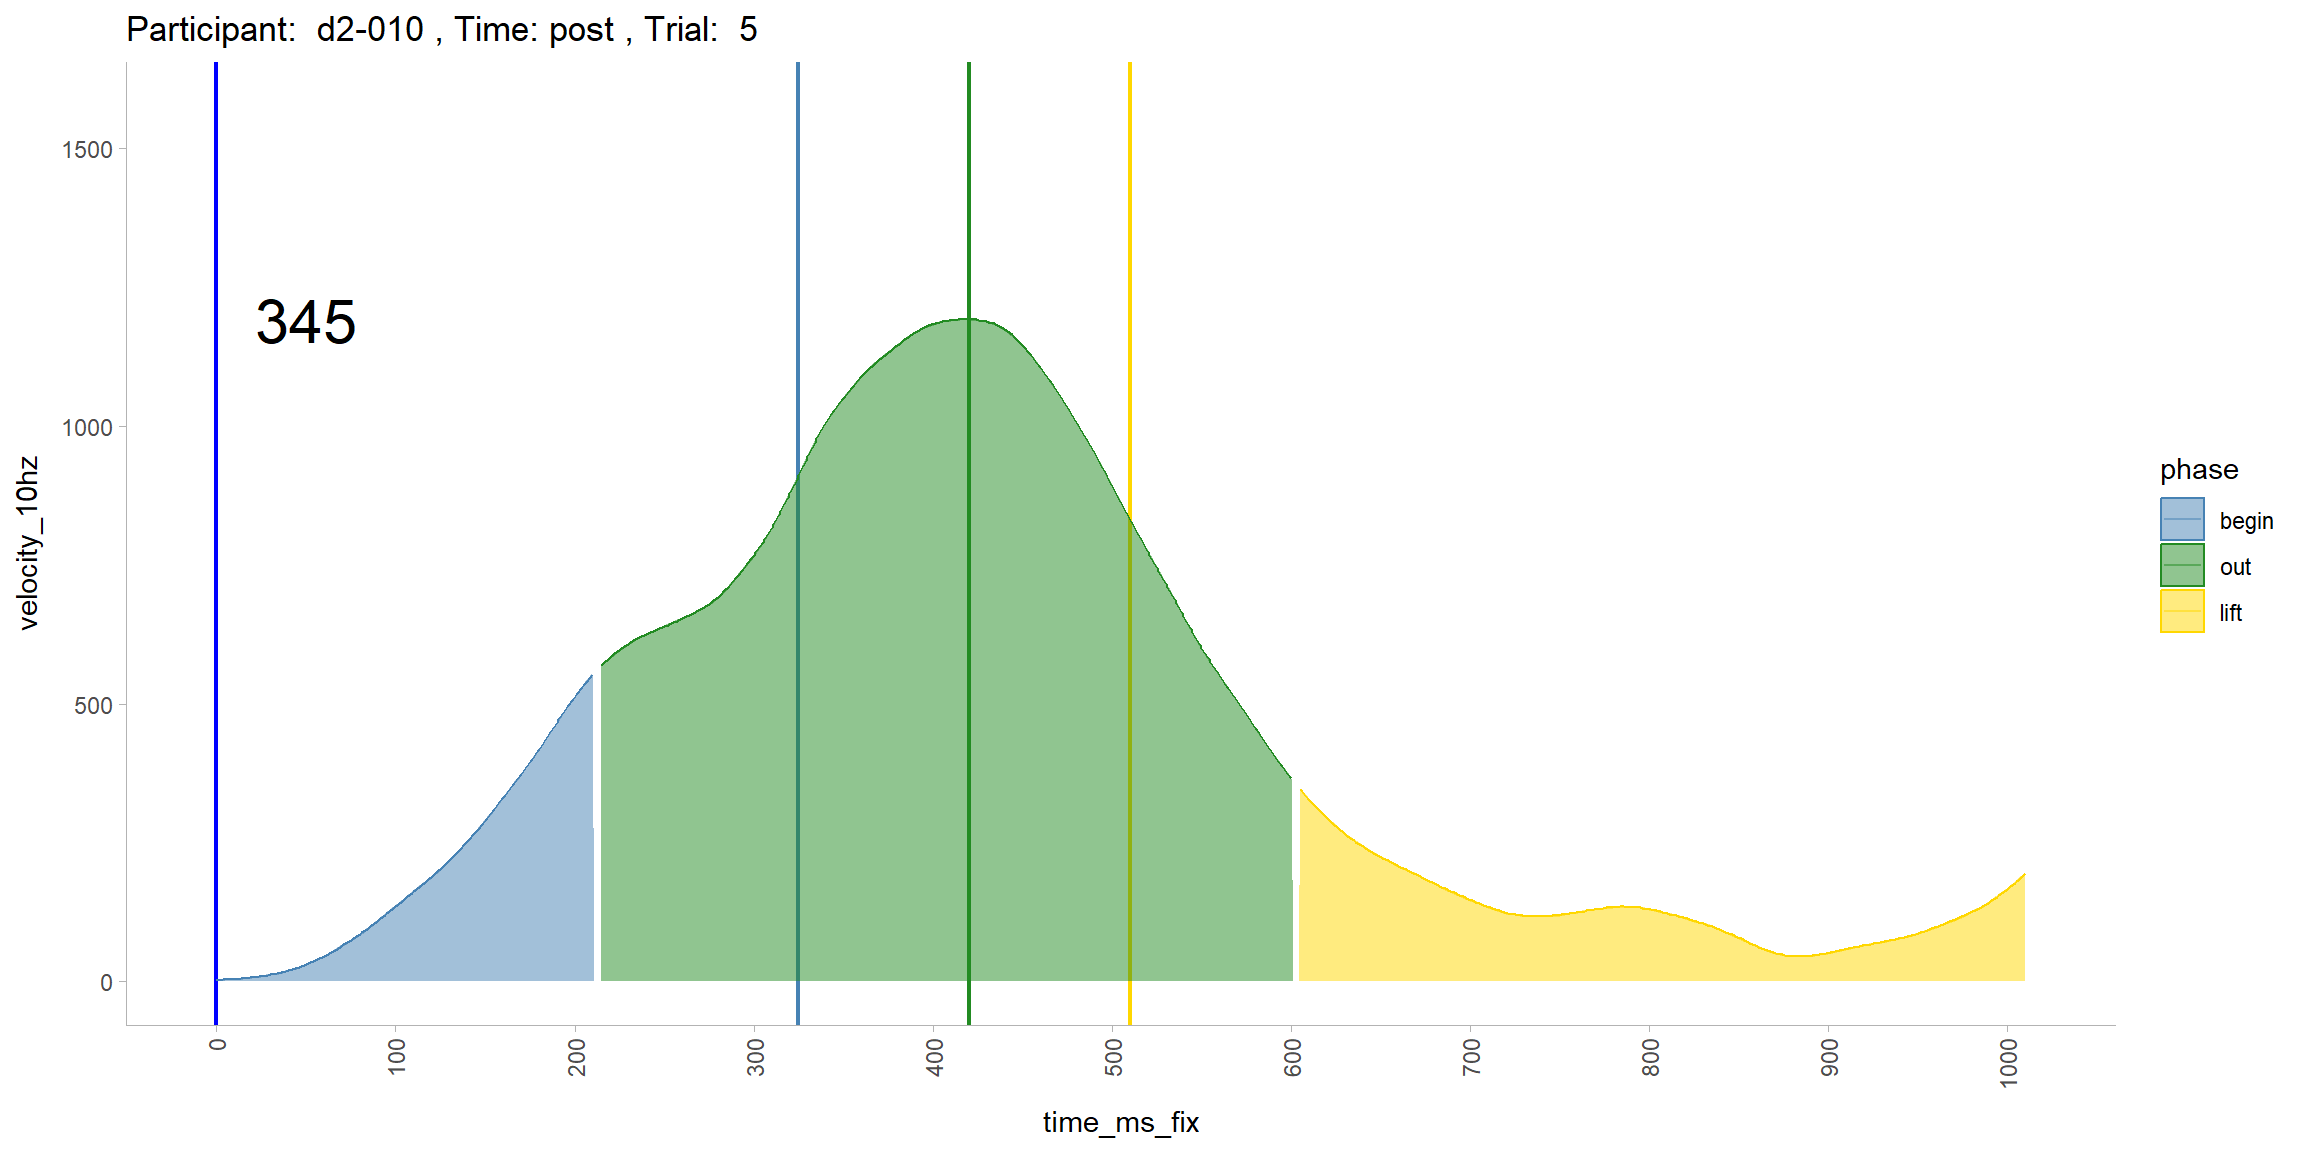 Participant:  d2-010 , Time: post , Trial:  5
1500
1000
500
0
velocity_10hz
345
0 100 200 300 400 500 600 700 800 900 1000
time_ms_fix
phase
begin
out
lift